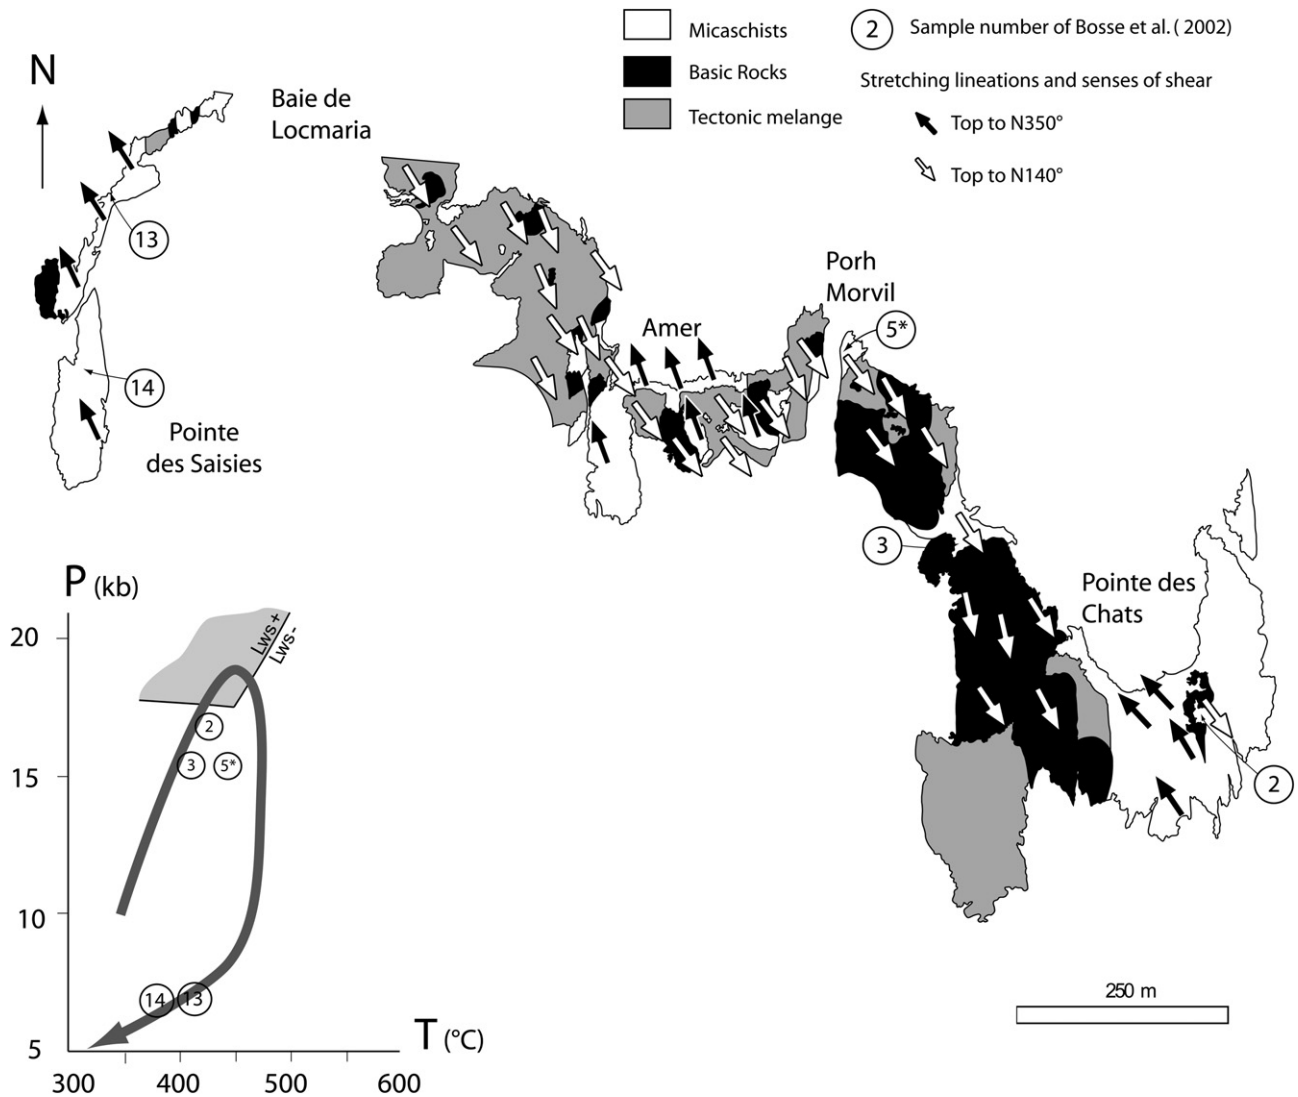 Micaschists
Basic Rocks
Tectonic melange
2 Sample number of Bosse et al. ( 2002)
Stretching lineations and senses of shear
Top to N350°
Top to N140°
N
Baie de
Locmaria
13
14
Pointe
des Saisies
Amer
Porh
Morvil
5*
3
Pointe des
Chats
2
250 m
P (kb)
20
15
10
5
Lws +
Lws -
2
3
5*
14
13
T (°C)
300
400
500
600